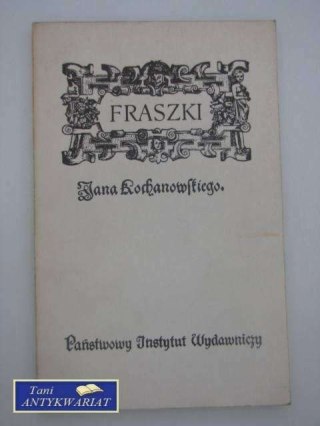 FRASZKI
Jana Kochanowskiego.
Państwowy Instytut Wydawniczy
Tani
ANTYKWARIAT